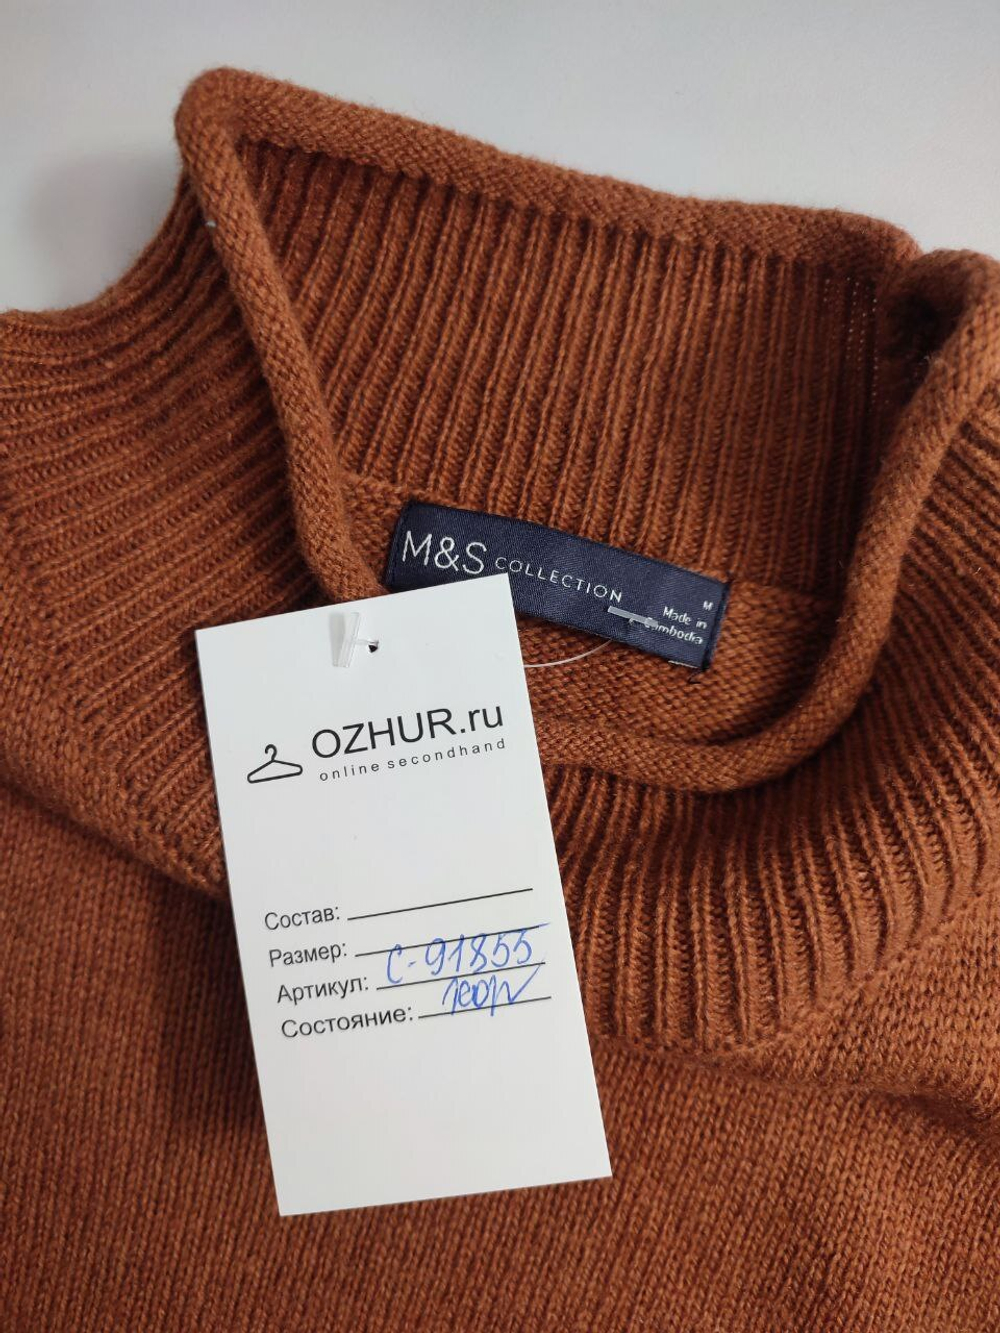 M&S COLLECTION
M
Made in
Cambodia
OZHUR.ru
online secondhand
Состав:
Размер:
Артикул: С-91855
Состояние: